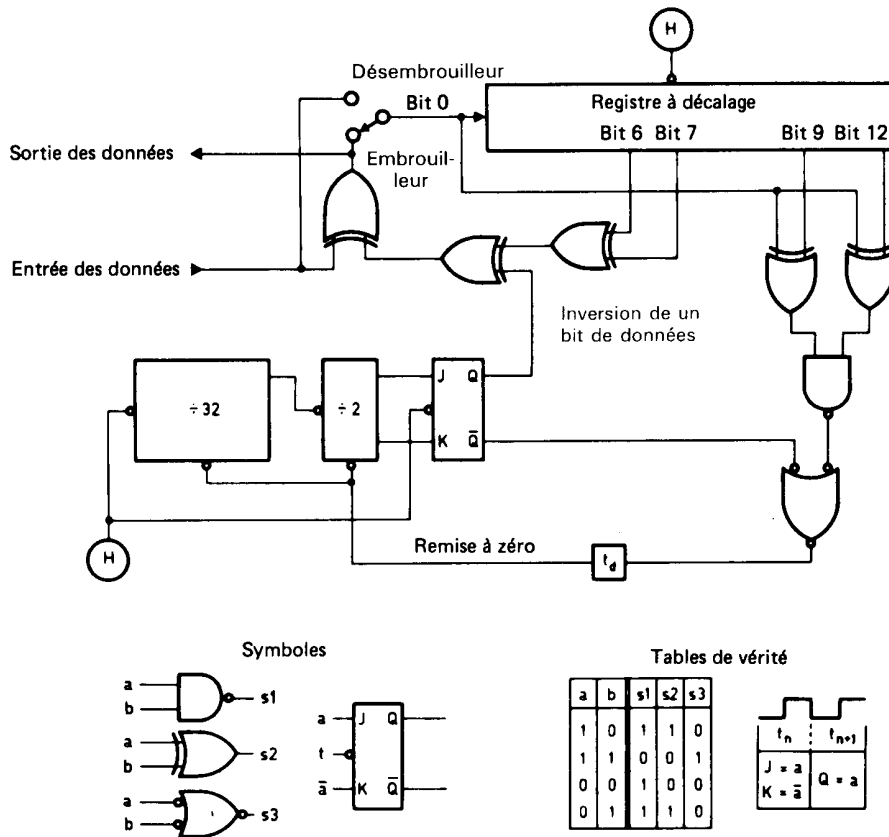 H
Désembrouilleur
Bit 0
Registre à décalage
Bit 6 Bit 7 Bit 9 Bit 12
Sortie des données
Embrouil-
leur
Entrée des données
Inversion de un
bit de données
÷ 32
÷ 2
J Q
K Q̅
H
Remise à zéro
t_d
Symboles
a
b
s1
a
b
s2
a
b
s3
a J Q
t
a̅ K Q̅
Tables de vérité
a b s1 s2 s3
1 0 1 1 0
1 1 0 0 1
0 0 1 0 0
0 1 1 1 0
t_n t_n+1
J = a
K = a̅
Q = a